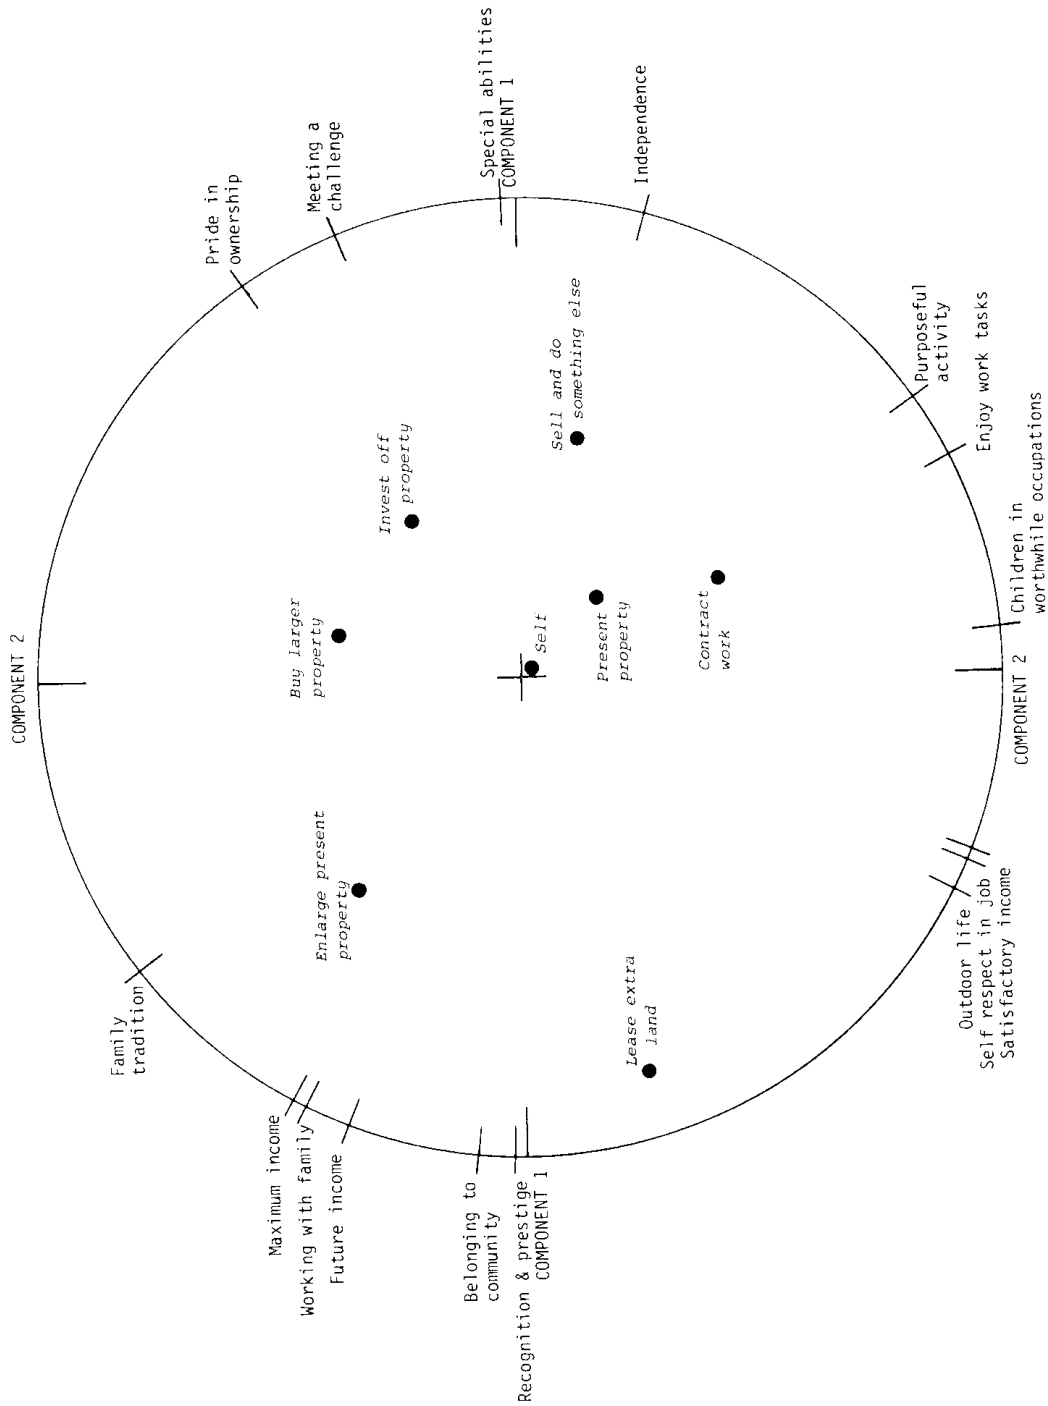 COMPONENT 2
Pride in
ownership
Meeting a
challenge
Special abilities
COMPONENT 1
Independence
Purposeful
activity
Enjoy work tasks
Children in
worthwhile occupations
COMPONENT 2
Outdoor life
Self respect in job
Satisfactory income
Recognition & prestige
COMPONENT 1
Belonging to
community
Future income
Working with family
Maximum income
Family
tradition
Buy larger
property
Invest off
property
Sell and do
something else
Self
Present
property
Contract
work
Enlarge present
property
Lease extra
land